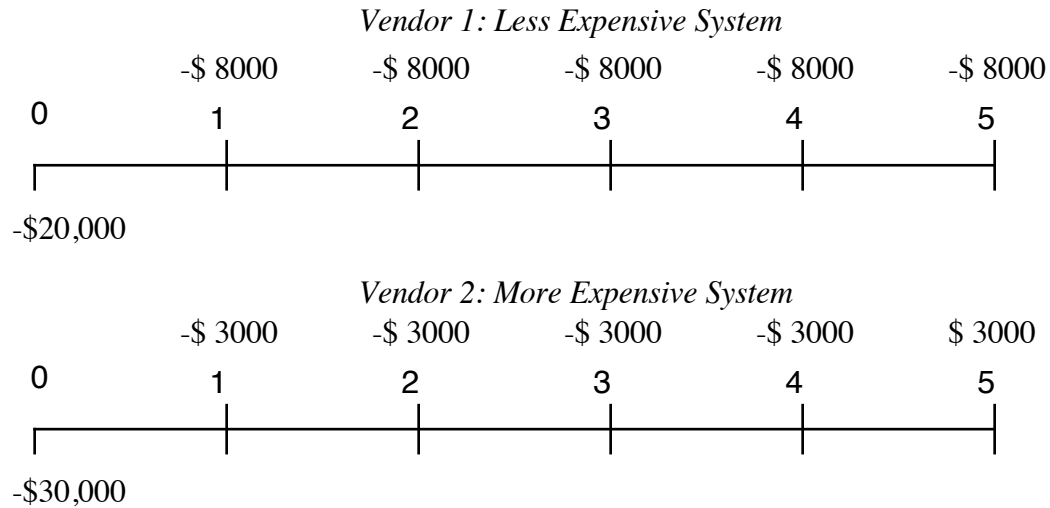 Vendor 1: Less Expensive System
-$ 8000 -$ 8000 -$ 8000 -$ 8000 -$ 8000
0 1 2 3 4 5
-$20,000
Vendor 2: More Expensive System
-$ 3000 -$ 3000 -$ 3000 -$ 3000 $ 3000
0 1 2 3 4 5
-$30,000